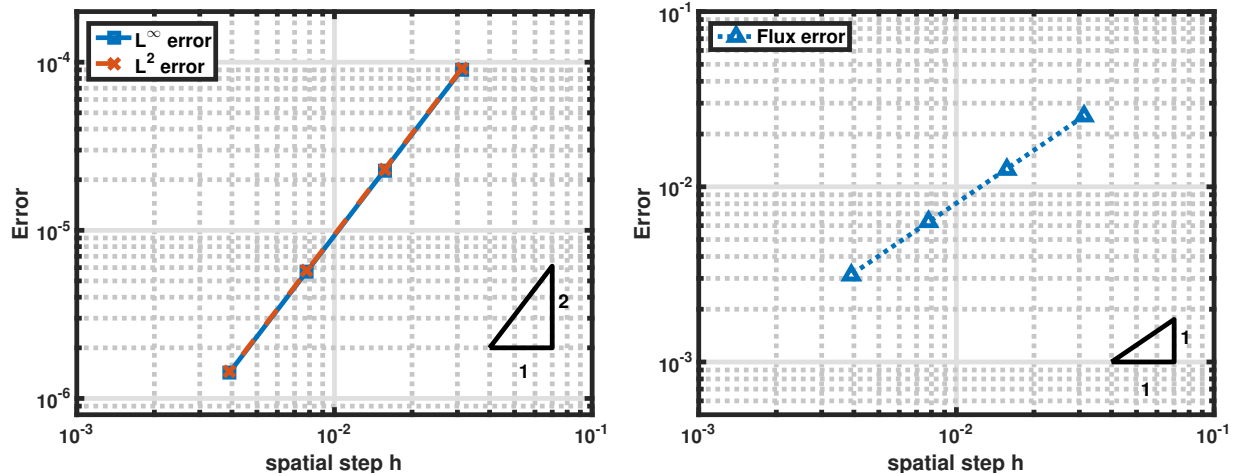 L^∞ error
L^2 error
10^-4
10^-5
10^-6
Error
2
1
10^-3
10^-2
10^-1
spatial step h
Flux error
10^-1
10^-2
10^-3
Error
1
1
10^-3
10^-2
10^-1
spatial step h